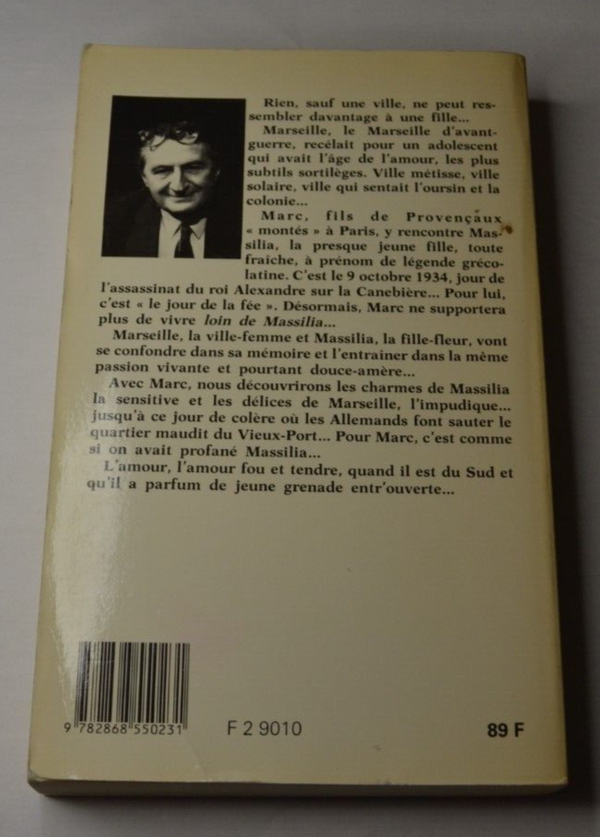 Rien, sauf une ville, ne peut res-
sembler davantage à une fille...
Marseille, le Marseille d'avant-
guerre, recélait pour un adolescent
qui avait l'âge de l'amour, les plus
subtils sortilèges. Ville métisse, ville
solaire, ville qui sentait l'oursin et la
colonie...
Marc, fils de Provençaux
« montés » à Paris, y rencontre Mas-
silia, la presque jeune fille, toute
fraiche, à prénom de légende gréco-
latine. C'est le 9 octobre 1934, jour de
l'assassinat du roi Alexandre sur la Canebière... Pour lui,
c'est « le jour de la fée ». Désormais, Marc ne supportera
plus de vivre loin de Massilia...
Marseille, la ville-femme et Massilia, la fille-fleur, vont
se confondre dans sa mémoire et l'entrainer dans la même
passion vivante et pourtant douce-amère...
Avec Marc, nous découvrirons les charmes de Massilia
la sensitive et les délices de Marseille, l'impudique...
jusqu'à ce jour de colère où les Allemands font sauter le
quartier maudit du Vieux-Port... Pour Marc, c'est comme
si on avait profané Massilia...
L'amour, l'amour fou et tendre, quand il est du Sud et
qu'il a parfum de jeune grenade entr'ouverte...
9 782868 550231
F 2 9010
89 F